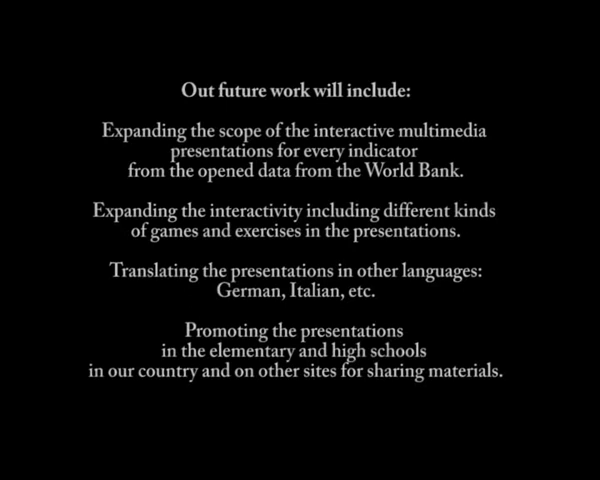 Out future work will include:
Expanding the scope of the interactive multimedia
presentations for every indicator
from the opened data from the World Bank.
Expanding the interactivity including different kinds
of games and exercises in the presentations.
Translating the presentations in other languages:
German, Italian, etc.
Promoting the presentations
in the elementary and high schools
in our country and on other sites for sharing materials.